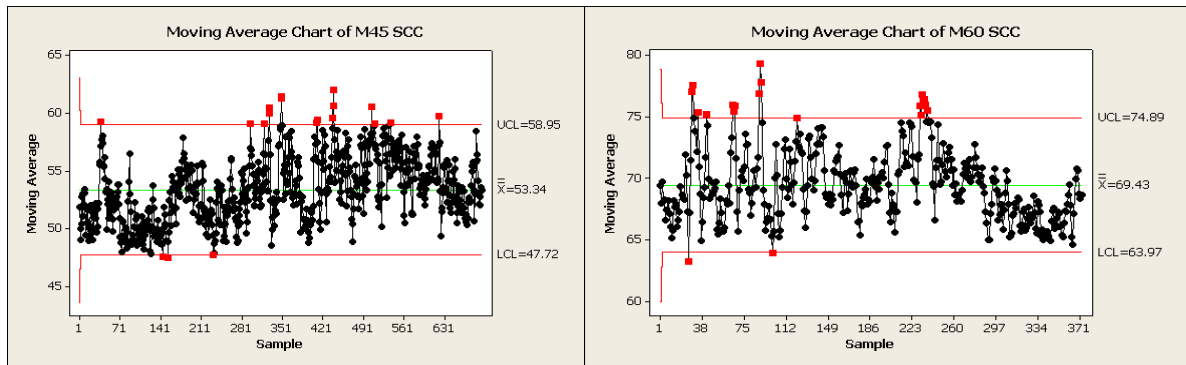 Moving Average Chart of M45 SCC
65
60
55
50
45
Moving Average
UCL=58.95
X=53.34
LCL=47.72
1 71 141 211 281 351 421 491 561 631
Sample
Moving Average Chart of M60 SCC
80
75
70
65
60
Moving Average
UCL=74.89
X=69.43
LCL=63.97
1 38 75 112 149 186 223 260 297 334 371
Sample